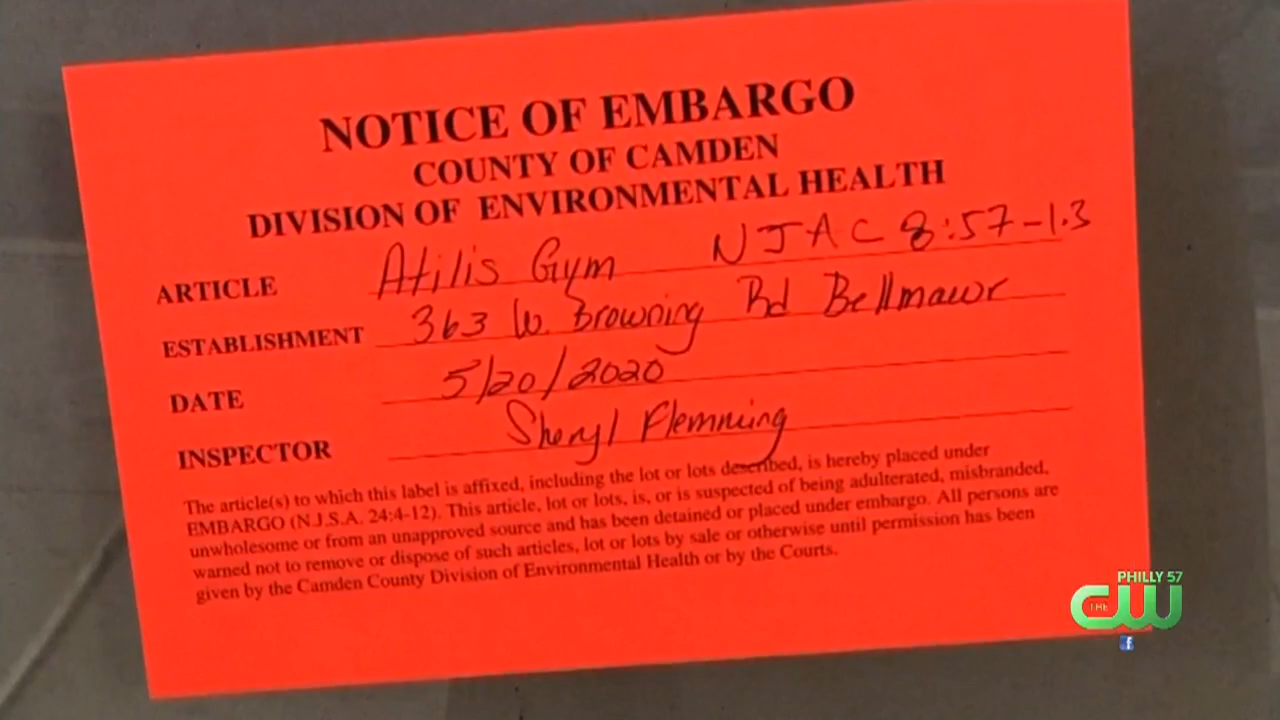 NOTICE OF EMBARGO
COUNTY OF CAMDEN
DIVISION OF ENVIRONMENTAL HEALTH
ARTICLE Atilis Gym NJAC 8:57-1.3
ESTABLISHMENT 363 W. Browning Rd Bellmawr
DATE 5/20/2020
INSPECTOR Sheryl Flemming
The article(s) to which this label is affixed, including the lot or lots described, is hereby placed under
EMBARGO (N.J.S.A. 24:4-12). This article, lot or lots, is, or is suspected of being adulterated, misbranded,
unwholesome or from an unapproved source and has been detained or placed under embargo. All persons are
warned not to remove or dispose of such articles, lot or lots by sale or otherwise until permission has been
given by the Camden County Division of Environmental Health or by the Courts.
PHILLY 57
THE CW
f